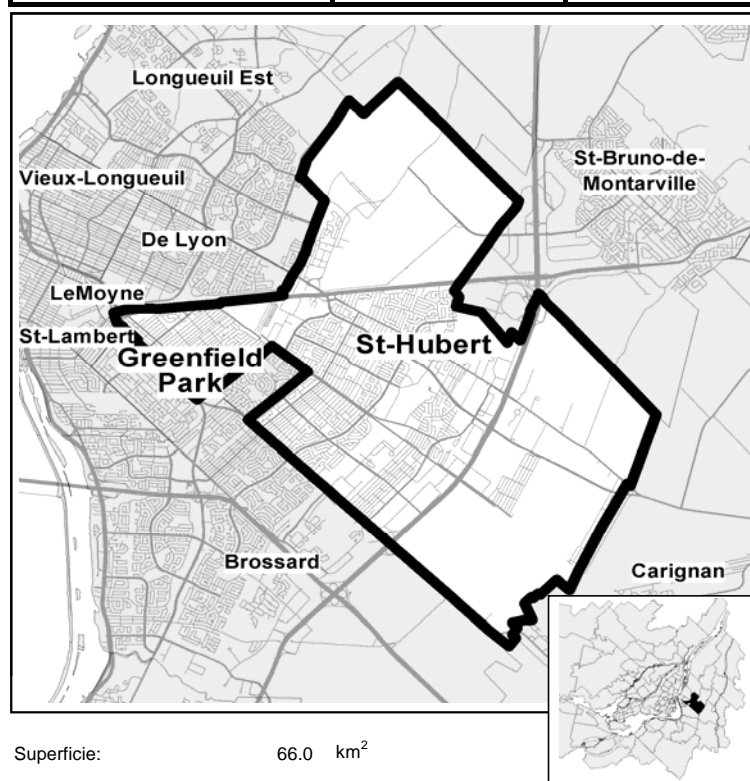 Longueuil Est
St-Bruno-de-
Montarville
Vieux-Longueuil
De Lyon
LeMoyne
St-Lambert
Greenfield
Park
St-Hubert
Brossard
Carignan
Superficie: 66.0 km²